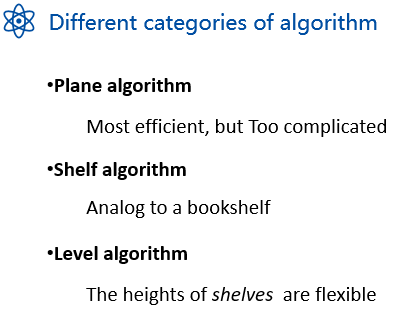 Different categories of algorithm
•Plane algorithm
Most efficient, but Too complicated
•Shelf algorithm
Analog to a bookshelf
•Level algorithm
The heights of shelves are flexible